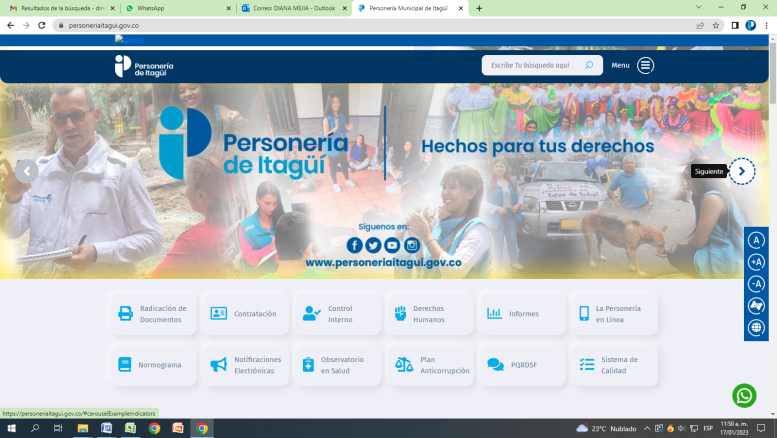 Resultados de la búsqueda - dm
WhatsApp
Correo: DIANA MEJIA - Outlook
Personeria Municipal de Itagüí
personeriaitagui.gov.co
Personería
de Itagüí
Escribe Tu búsqueda aquí
Menu
Personería
de Itagüí
Hechos para tus derechos
Siguiente
Síguenos en:
www.personeriaitagui.gov.co
A
+A
-A
Radicación de
Documentos
Contratación
Control
Interno
Derechos
Humanos
Informes
La Personería
en Línea
Normograma
Notificaciones
Electrónicas
Observatorio
en Salud
Plan
Anticorrupción
PQRDSF
Sistema de
Calidad
https://personeriaitagui.gov.co/#carouselExampleIndicators
23°C Nublado
ESP
11:50 a. m.
17/01/2023